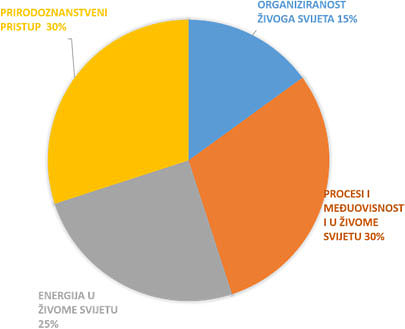 ORGANIZIRANOST
ŽIVOGA SVIJETA 15%
PRIRODOZNANSTVENI
PRISTUP 30%
PROCESI I
MEĐUOVISNOST
I U ŽIVOME
SVIJETU 30%
ENERGIJA U
ŽIVOME SVIJETU
25%